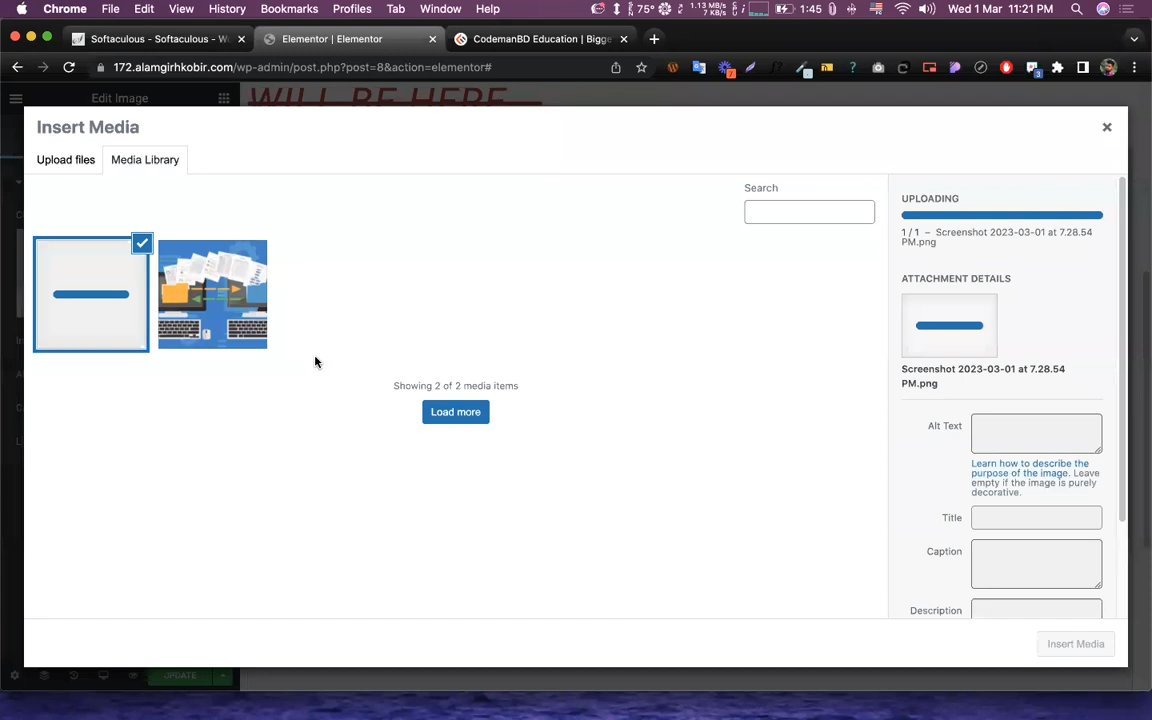 Chrome File Edit View History Bookmarks Profiles Tab Window Help
75° 1.13 MB/s 7 KB/s 1:45 Wed 1 Mar 11:21 PM
Softaculous - Softaculous - W
Elementor | Elementor
CodemanBD Education | Bigge
172.alamgirhkobir.com/wp-admin/post.php?post=8&action=elementor#
Edit Image
WILL BE HERE
Insert Media
Upload files
Media Library
Search
UPLOADING
1 / 1 – Screenshot 2023-03-01 at 7.28.54
PM.png
ATTACHMENT DETAILS
Screenshot 2023-03-01 at 7.28.54
PM.png
Showing 2 of 2 media items
Load more
Alt Text
Learn how to describe the
purpose of the image. Leave
empty if the image is purely
decorative.
Title
Caption
Description
Insert Media
UPDATE